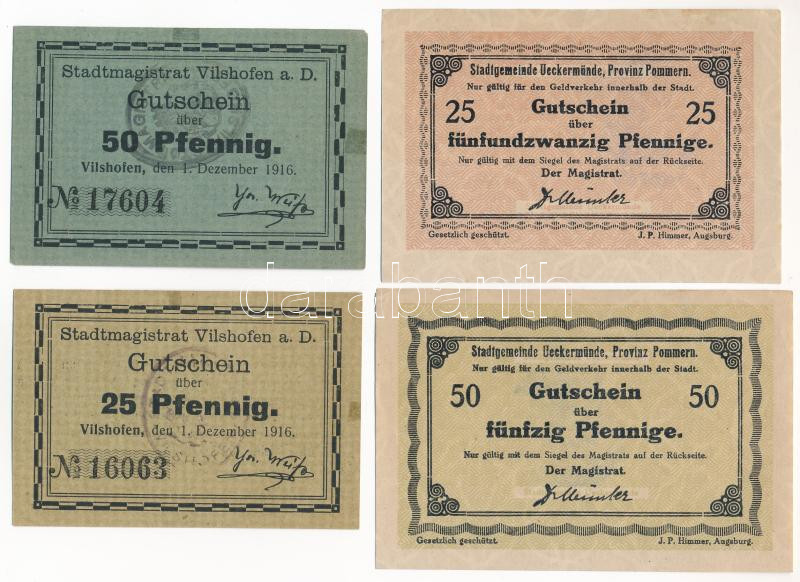 Stadtmagistrat Vilshofen a. D.
Gutschein
über
50 Pfennig.
Vilshofen, den 1. Dezember 1916.
№ 17604
Stadtgemeinde Ueckermünde, Provinz Pommern.
Nur gültig für den Geldverkehr innerhalb der Stadt.
25 Gutschein 25
über
fünfundzwanzig Pfennige.
Nur gültig mit dem Siegel des Magistrats auf der Rückseite.
Der Magistrat.
Gesetzlich geschützt. J. P. Himmer, Augsburg.
Stadtmagistrat Vilshofen a. D.
Gutschein
über
25 Pfennig.
Vilshofen, den 1. Dezember 1916.
№ 16063
Stadtgemeinde Ueckermünde, Provinz Pommern.
Nur gültig für den Geldverkehr innerhalb der Stadt.
50 Gutschein 50
über
fünfzig Pfennige.
Nur gültig mit dem Siegel des Magistrats auf der Rückseite.
Der Magistrat.
Gesetzlich geschützt. J. P. Himmer, Augsburg.
darabanth